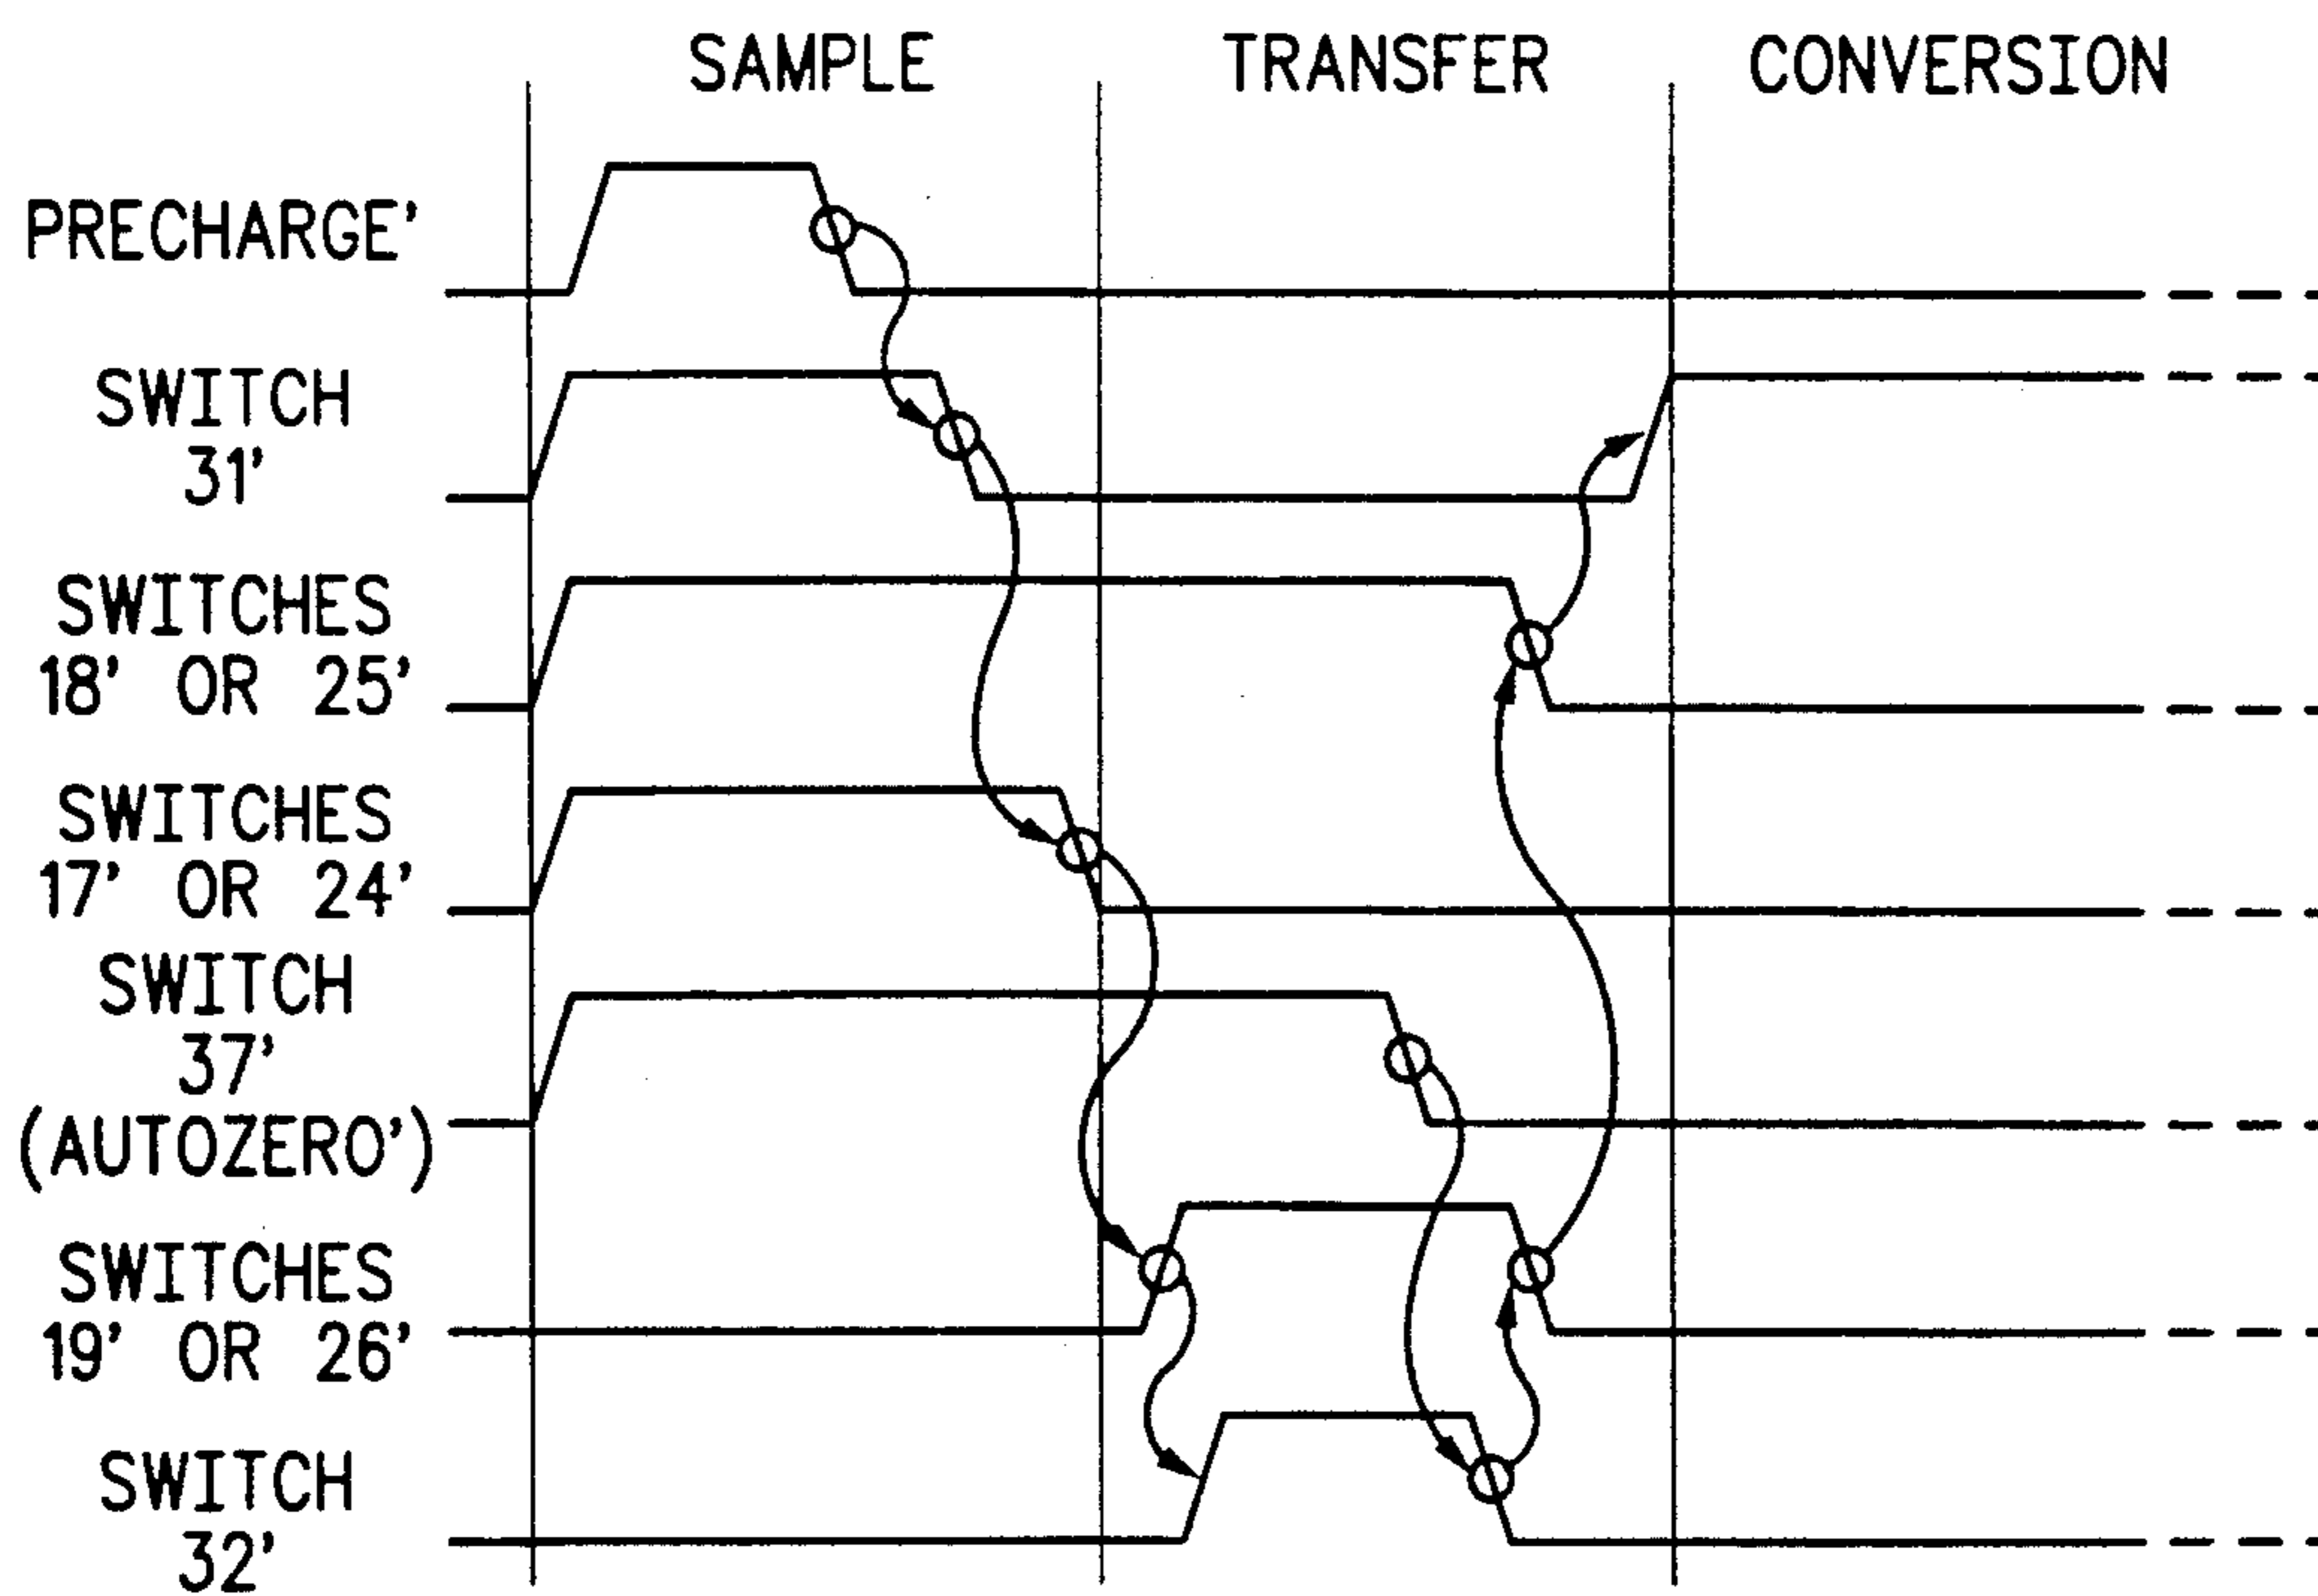 SAMPLE TRANSFER CONVERSION
PRECHARGE'
SWITCH
31'
SWITCHES
18' OR 25'
SWITCHES
17' OR 24'
SWITCH
37'
(AUTOZERO')
SWITCHES
19' OR 26'
SWITCH
32'